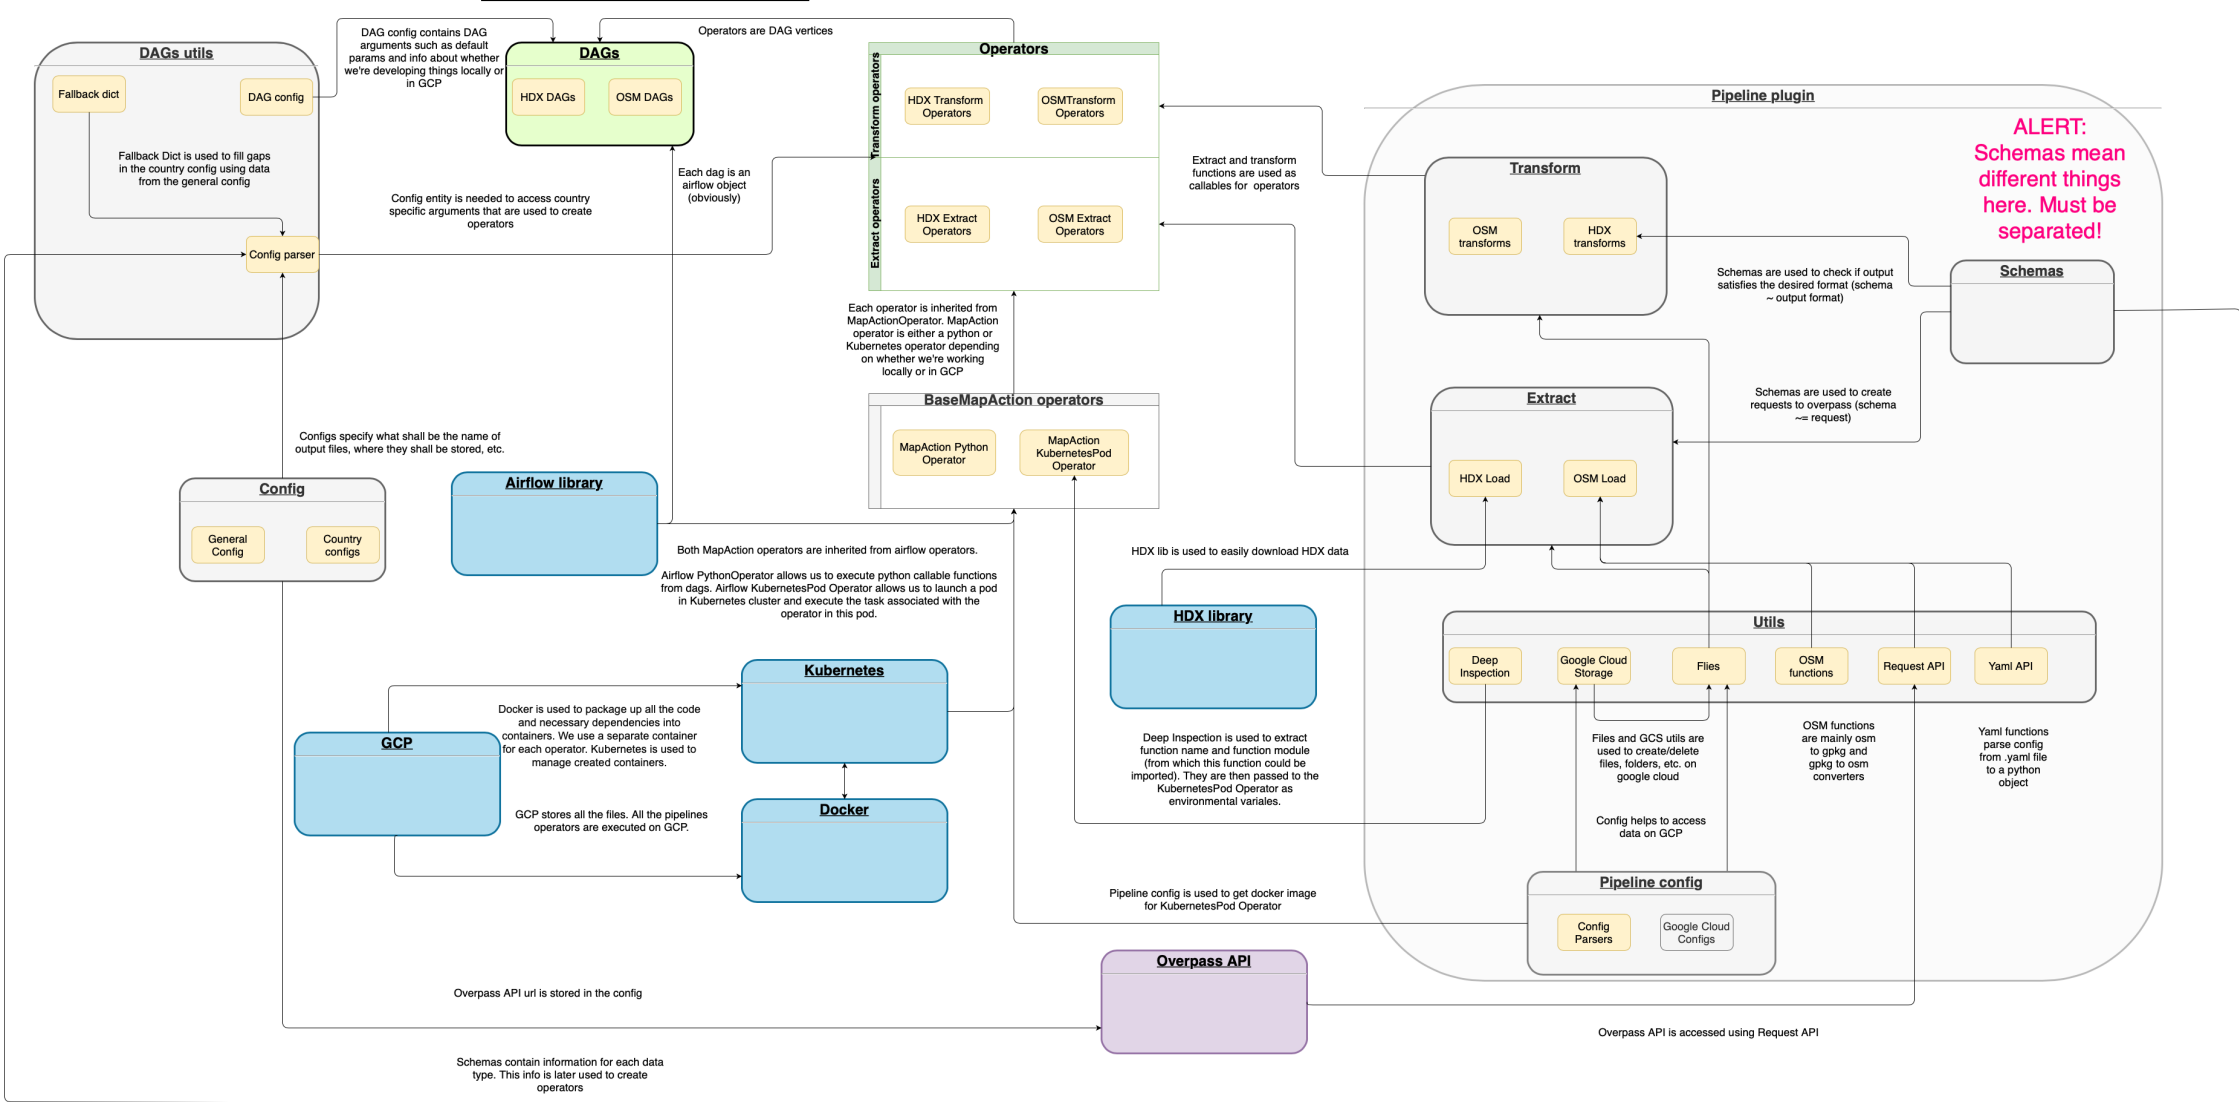 DAGs utils
Fallback dict
DAG config
Fallback Dict is used to fill gaps
in the country config using data
from the general config
Config parser
DAG config contains DAG
arguments such as default
params and info about whether
we're developing things locally or
in GCP
DAGs
HDX DAGs
OSM DAGs
Operators are DAG vertices
Each dag is an
airflow object
(obviously)
Config entity is needed to access country
specific arguments that are used to create
operators
Operators
Transform operators
HDX Transform
Operators
OSMTransform
Operators
Extract operators
HDX Extract
Operators
OSM Extract
Operators
Extract and transform
functions are used as
callables for operators
Each operator is inherited from
MapActionOperator. MapAction
operator is either a python or
Kubernetes operator depending
on whether we're working
locally or in GCP
BaseMapAction operators
MapAction Python
Operator
MapAction
KubernetesPod
Operator
Configs specify what shall be the name of
output files, where they shall be stored, etc.
Config
General
Config
Country
configs
Airflow library
Both MapAction operators are inherited from airflow operators.
Airflow PythonOperator allows us to execute python callable functions
from dags. Airflow KubernetesPod Operator allows us to launch a pod
in Kubernetes cluster and execute the task associated with the
operator in this pod.
HDX lib is used to easily download HDX data
HDX library
Kubernetes
Docker is used to package up all the code
and necessary dependencies into
containers. We use a separate container
for each operator. Kubernetes is used to
manage created containers.
GCP
GCP stores all the files. All the pipelines
operators are executed on GCP.
Docker
Deep Inspection is used to extract
function name and function module
(from which this function could be
imported). They are then passed to the
KubernetesPod Operator as
environmental variales.
Pipeline config is used to get docker image
for KubernetesPod Operator
Overpass API
Overpass API url is stored in the config
Schemas contain information for each data
type. This info is later used to create
operators
Pipeline plugin
ALERT:
Schemas mean
different things
here. Must be
separated!
Transform
OSM
transforms
HDX
transforms
Schemas
Schemas are used to check if output
satisfies the desired format (schema
~ output format)
Schemas are used to create
requests to overpass (schema
~= request)
Extract
HDX Load
OSM Load
Utils
Deep
Inspection
Google Cloud
Storage
Flies
OSM
functions
Request API
Yaml API
Files and GCS utils are
used to create/delete
files, folders, etc. on
google cloud
OSM functions
are mainly osm
to gpkg and
gpkg to osm
converters
Yaml functions
parse config
from .yaml file
to a python
object
Config helps to access
data on GCP
Pipeline config
Config
Parsers
Google Cloud
Configs
Overpass API is accessed using Request API